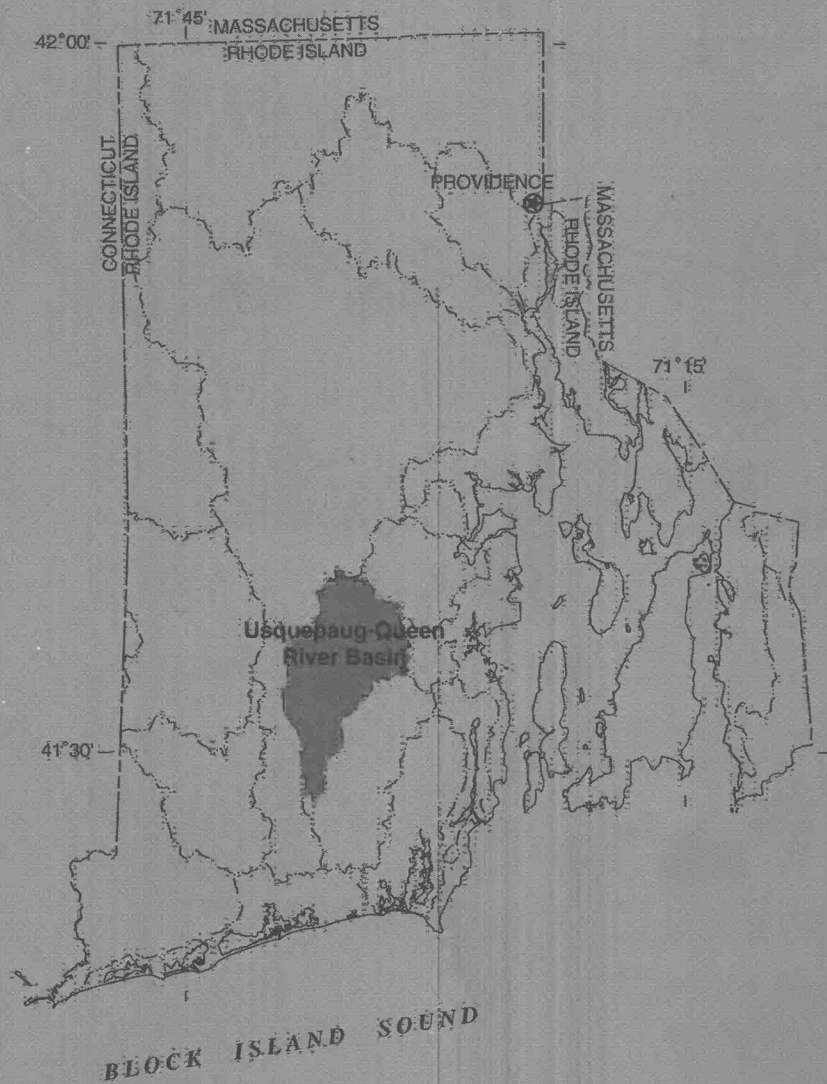 71°45'
MASSACHUSETTS
42°00'
RHODE ISLAND
CONNECTICUT
RHODE ISLAND
PROVIDENCE
MASSACHUSETTS
RHODE ISLAND
71°15'
Usquepaug-Queen
River Basin
41°30'
BLOCK ISLAND SOUND